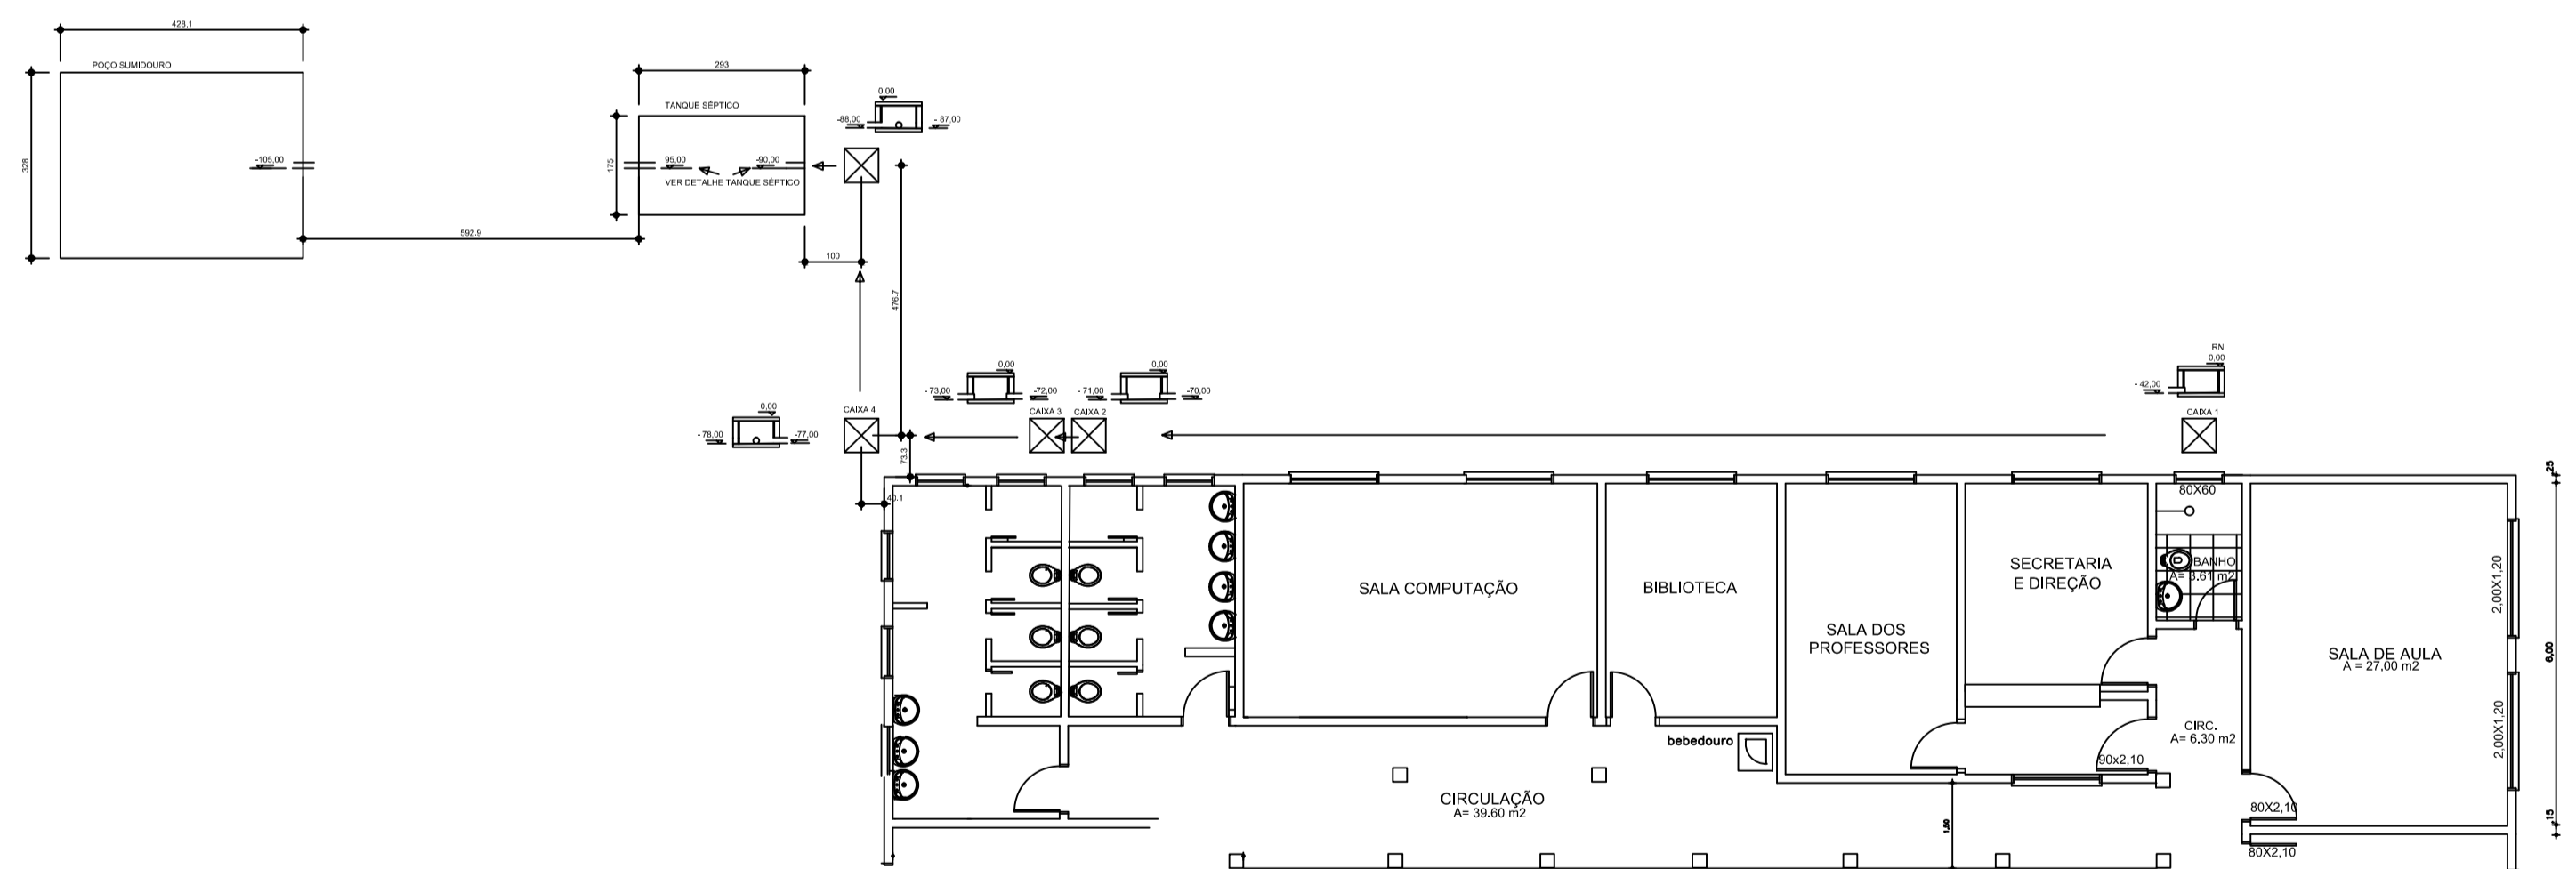 428.1
POÇO SUMIDOURO
328
-105,00
592.9
293
TANQUE SÉPTICO
175
95,00
-90,00
VER DETALHE TANQUE SÉPTICO
100
0,00
-88,00
- 87,00
476.7
73.3
40.1
CAIXA 4
0,00
- 78,00
-77,00
0,00
- 73,00
-72,00
CAIXA 3
0,00
- 71,00
-70,00
CAIXA 2
RN
0,00
- 42,00
CAIXA 1
80X60
BANHO
A= 3.61 m2
SALA COMPUTAÇÃO
BIBLIOTECA
SALA DOS
PROFESSORES
SECRETARIA
E DIREÇÃO
SALA DE AULA
A = 27,00 m2
2,00X1,20
2,00X1,20
25
6,00
15
CIRC.
A= 6.30 m2
90x2,10
80X2,10
80X2,10
bebedouro
CIRCULAÇÃO
A= 39.60 m2
1,50